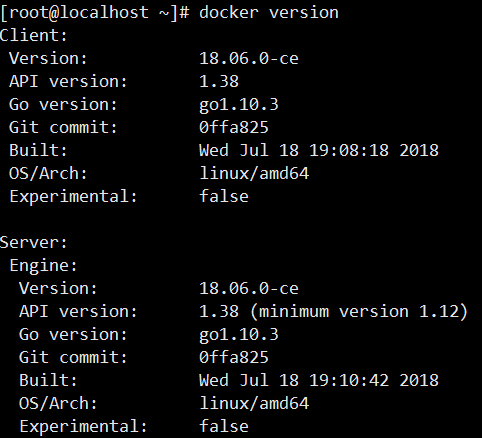 [root@localhost ~]# docker version
Client:
 Version:           18.06.0-ce
 API version:       1.38
 Go version:        go1.10.3
 Git commit:        0ffa825
 Built:             Wed Jul 18 19:08:18 2018
 OS/Arch:           linux/amd64
 Experimental:      false

Server:
 Engine:
  Version:          18.06.0-ce
  API version:      1.38 (minimum version 1.12)
  Go version:       go1.10.3
  Git commit:       0ffa825
  Built:            Wed Jul 18 19:10:42 2018
  OS/Arch:          linux/amd64
  Experimental:     false